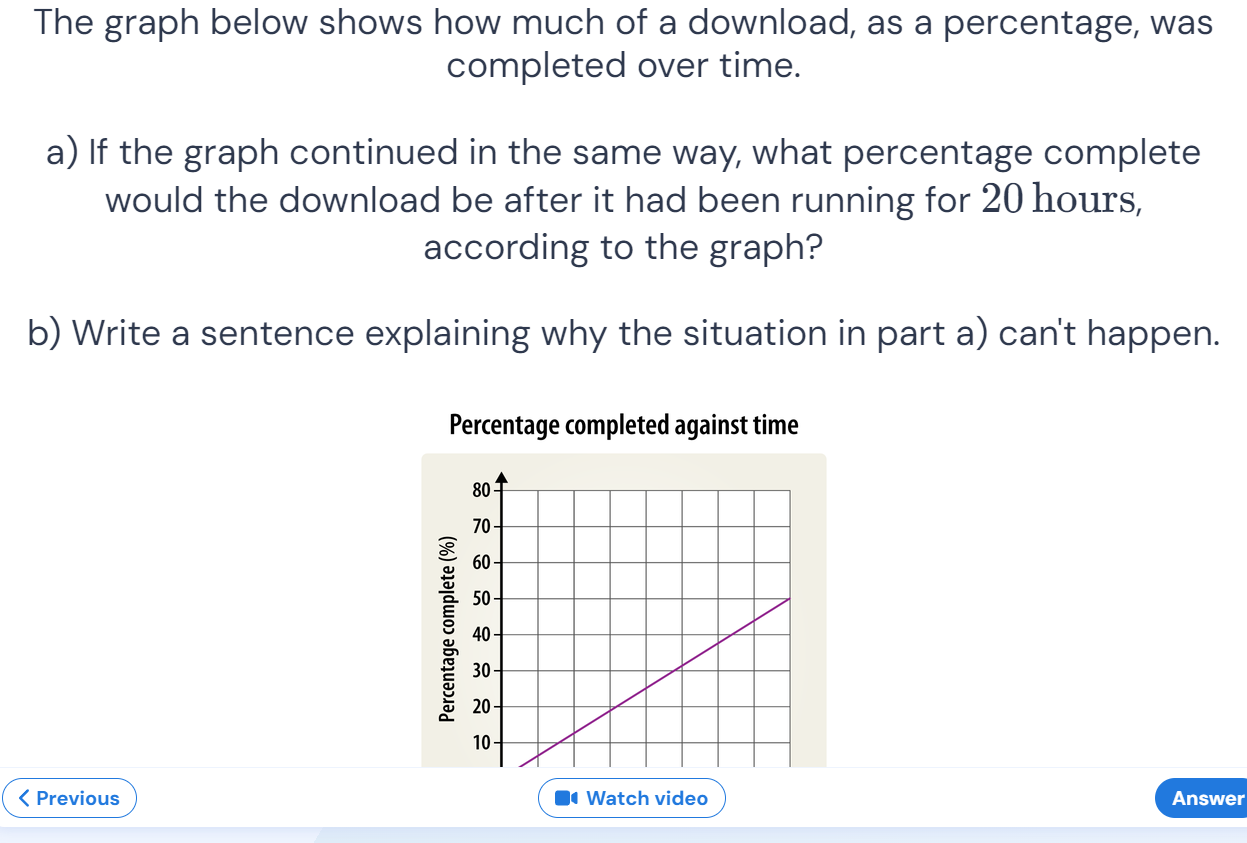 The graph below shows how much of a download, as a percentage, was
completed over time.
a) If the graph continued in the same way, what percentage complete
would the download be after it had been running for 20 hours,
according to the graph?
b) Write a sentence explaining why the situation in part a) can't happen.
Percentage completed against time
Percentage complete (%)
80
70
60
50
40
30
20
10
Previous
Watch video
Answer